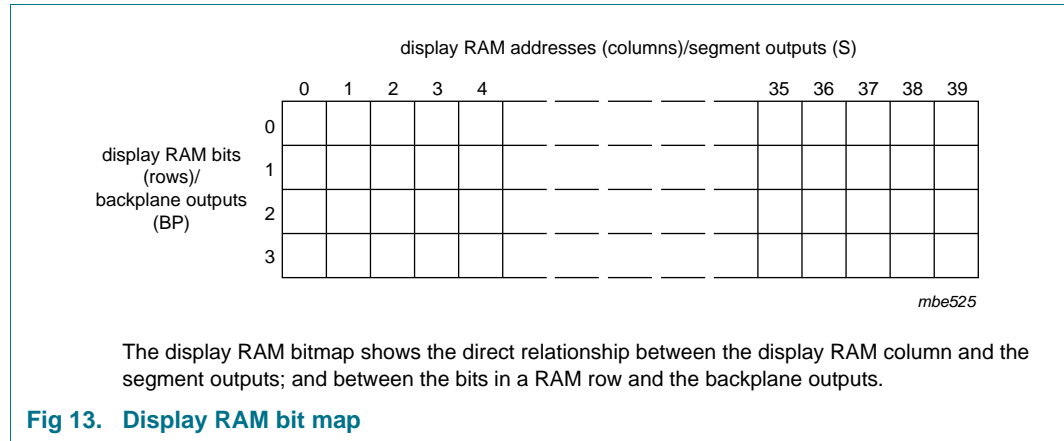 display RAM addresses (columns)/segment outputs (S)
0 1 2 3 4 35 36 37 38 39
0
display RAM bits
1
(rows)/
backplane outputs
2
(BP)
3
mbe525
The display RAM bitmap shows the direct relationship between the display RAM column and the
segment outputs; and between the bits in a RAM row and the backplane outputs.
Fig 13. Display RAM bit map